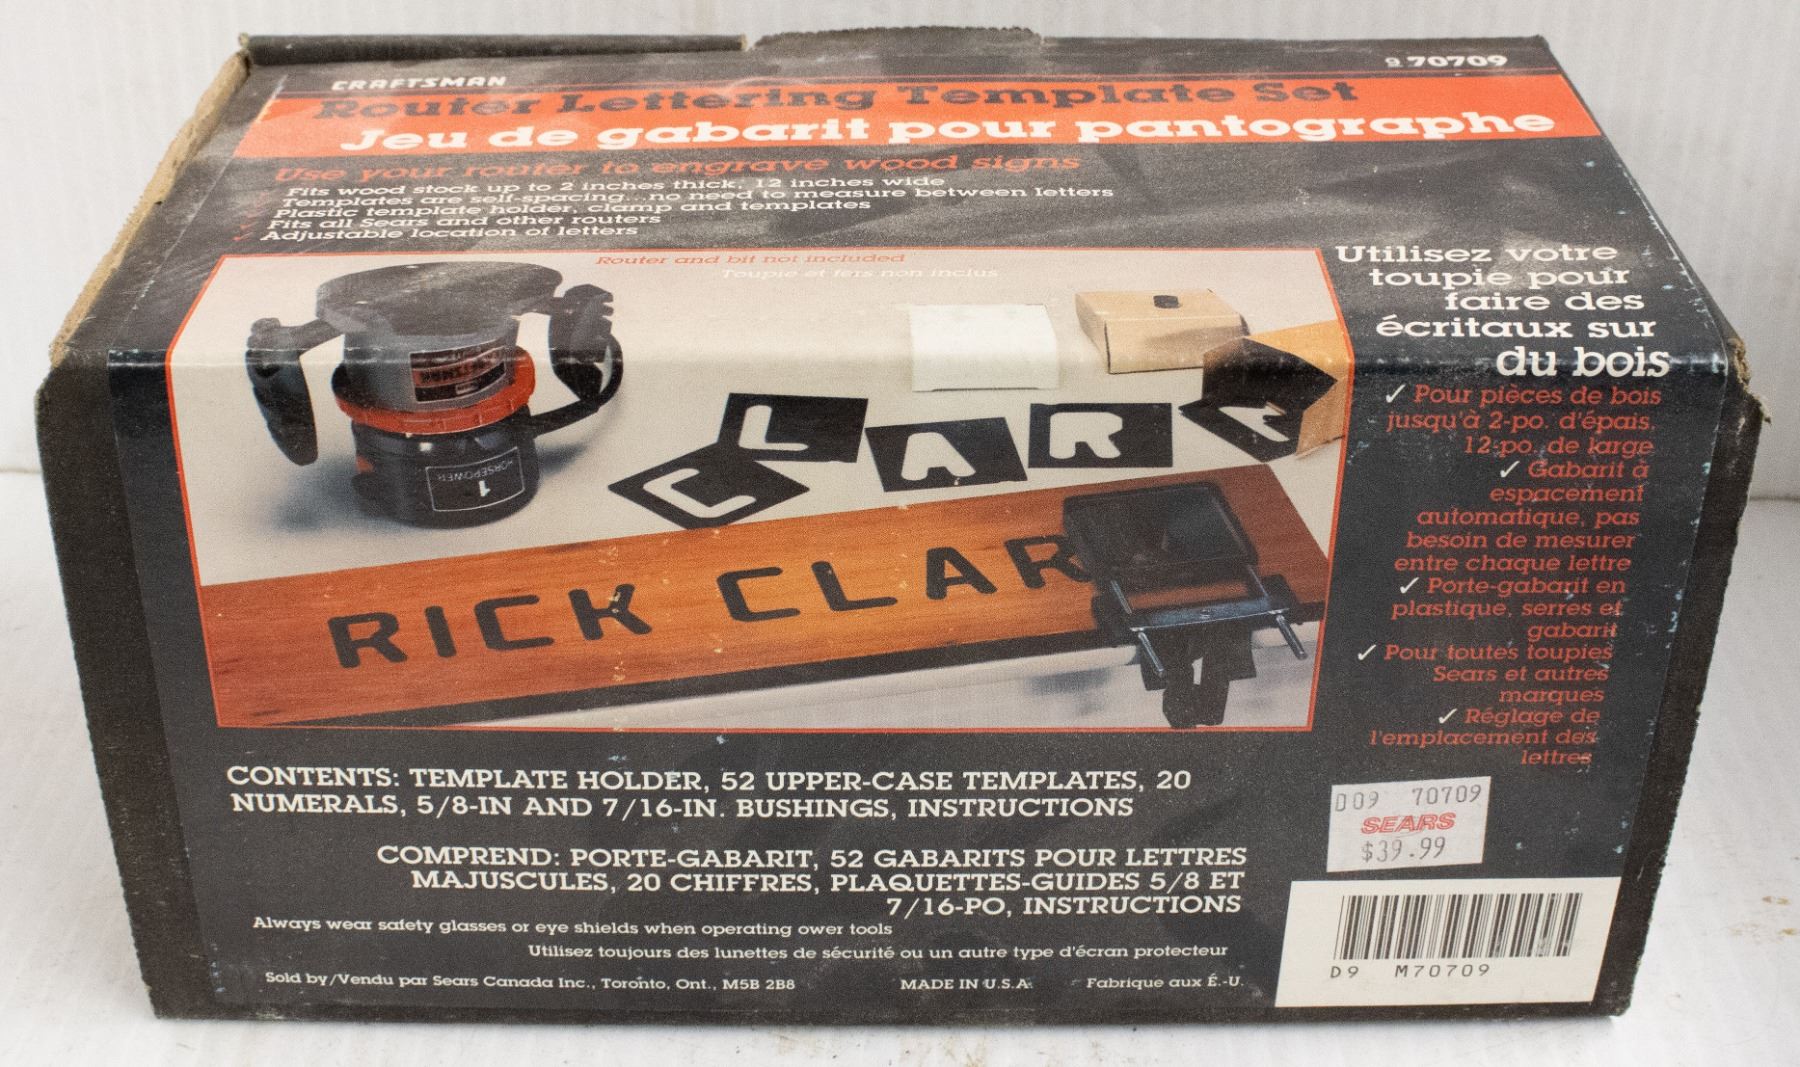 CRAFTSMAN
9 70709
Router Lettering Template Set
Jeu de gabarit pour pantographe
Use your router to engrave wood signs
Fits wood stock up to 2 inches thick, 12 inches wide
Templates are self-spacing...no need to measure between letters
Plastic template holder, clamp and templates
Fits all Sears and other routers
Adjustable location of letters
Router and bit not included
Toupie et fers non inclus
Utilisez votre
toupie pour
faire des
écritaux sur
du bois
✓ Pour pièces de bois
jusqu'à 2-po. d'épais.
12-po. de large
✓ Gabarit à
espacement
automatique, pas
besoin de mesurer
entre chaque lettre
✓ Porte-gabarit en
plastique, serres et
gabarit
✓ Pour toutes toupies
Sears et autres
marques
✓ Réglage de
l'emplacement des
lettres
CRAFTSMAN
1
HORSEPOWER
C L A R K
RICK CLAR
CONTENTS: TEMPLATE HOLDER, 52 UPPER-CASE TEMPLATES, 20
NUMERALS, 5/8-IN AND 7/16-IN. BUSHINGS, INSTRUCTIONS
COMPREND: PORTE-GABARIT, 52 GABARITS POUR LETTRES
MAJUSCULES, 20 CHIFFRES, PLAQUETTES-GUIDES 5/8 ET
7/16-PO, INSTRUCTIONS
Always wear safety glasses or eye shields when operating ower tools
Utilisez toujours des lunettes de sécurité ou un autre type d'écran protecteur
Sold by/Vendu par Sears Canada Inc., Toronto, Ont., M5B 2B8
MADE IN U.S.A.
Fabrique aux É.-U.
D09 70709
SEARS
$39.99
D9 M70709